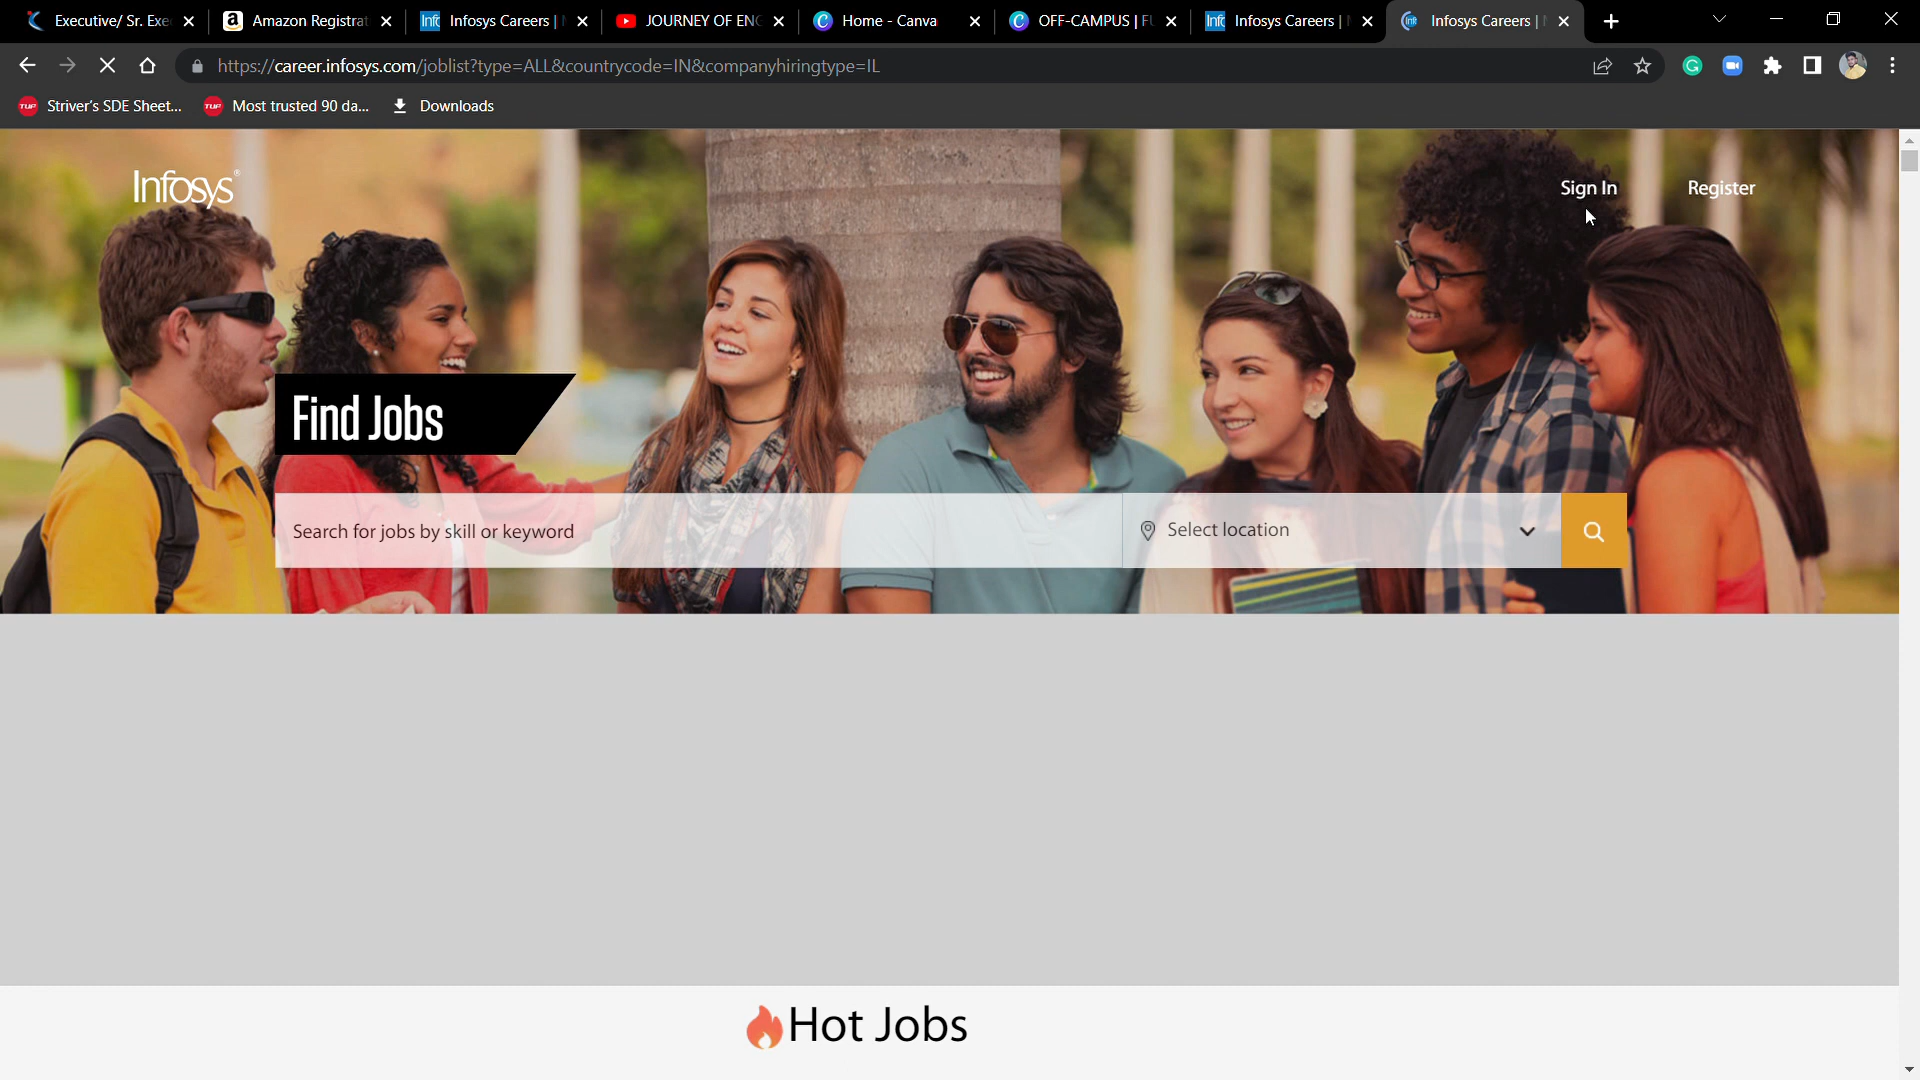 Executive/ Sr. Exe
Amazon Registrat
Infosys Careers |
JOURNEY OF ENG
Home - Canva
OFF-CAMPUS | FU
Infosys Careers |
Infosys Careers |
https://career.infosys.com/joblist?type=ALL&countrycode=IN&companyhiringtype=IL
Striver's SDE Sheet...
Most trusted 90 da...
Downloads
Infosys®
Sign In
Register
Find Jobs
Search for jobs by skill or keyword
Select location
Hot Jobs